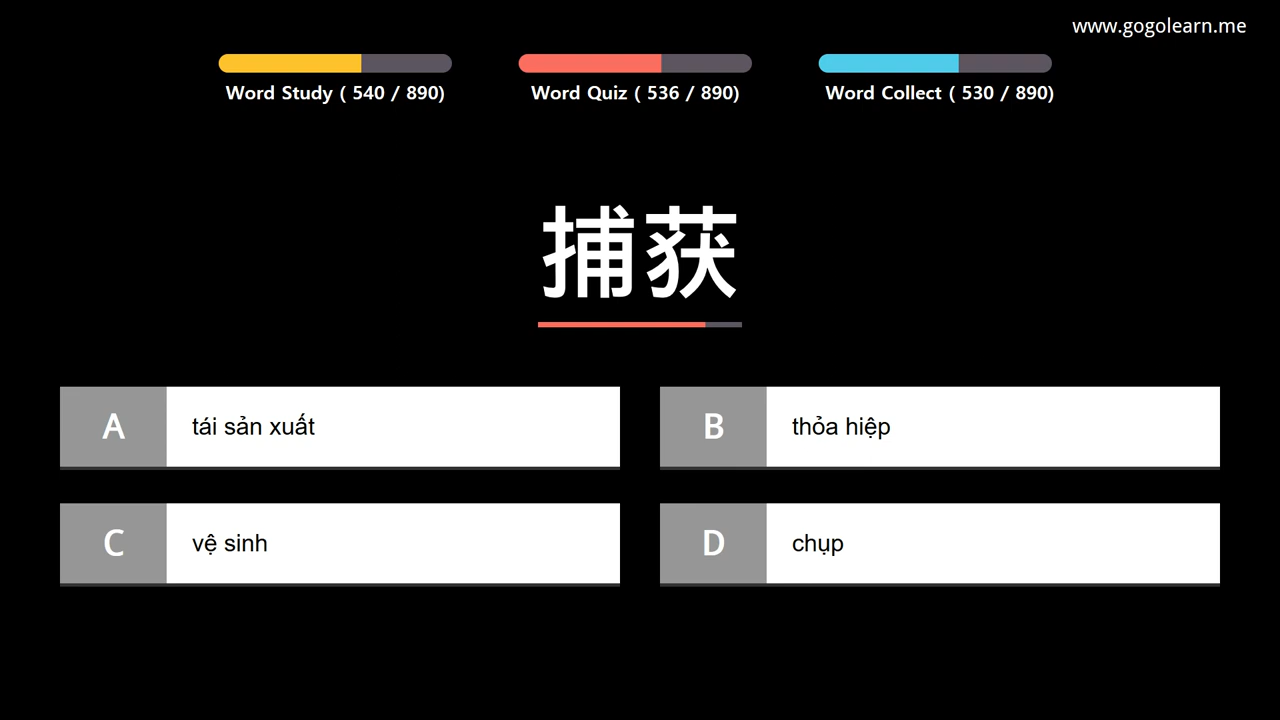 www.gogolearn.me
Word Study ( 540 / 890)
Word Quiz ( 536 / 890)
Word Collect ( 530 / 890)
捕获
A tái sản xuất
B thỏa hiệp
C vệ sinh
D chụp